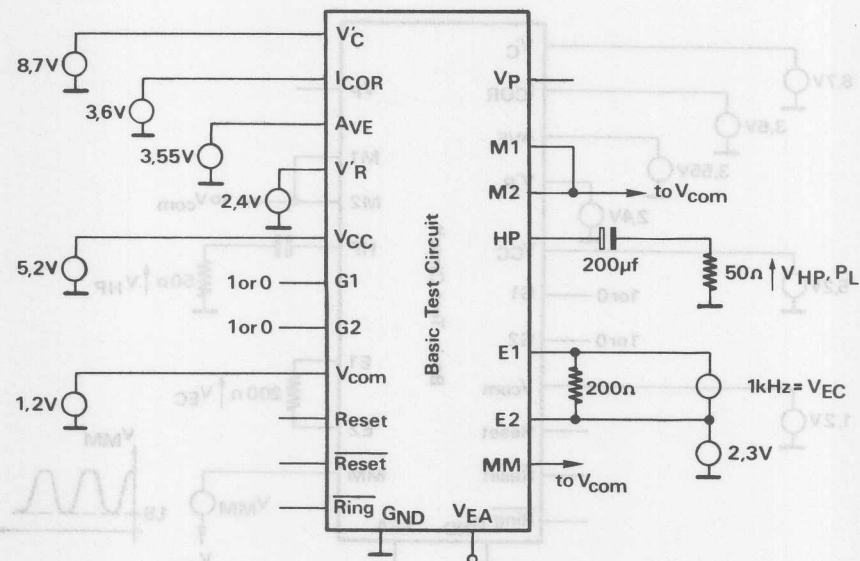 V'C
8,7V
ICOR
3,6V
AVE
3,55V
V'R
2,4V
VCC
5,2V
G1
1or0
G2
1or0
Vcom
1,2V
Reset
Reset
Ring
GND
VEA
Basic Test Circuit
VP
M1
M2
to Vcom
HP
200µf
50Ω
VHP, PL
E1
200Ω
1kHz = VEC
E2
2,3V
MM
to Vcom